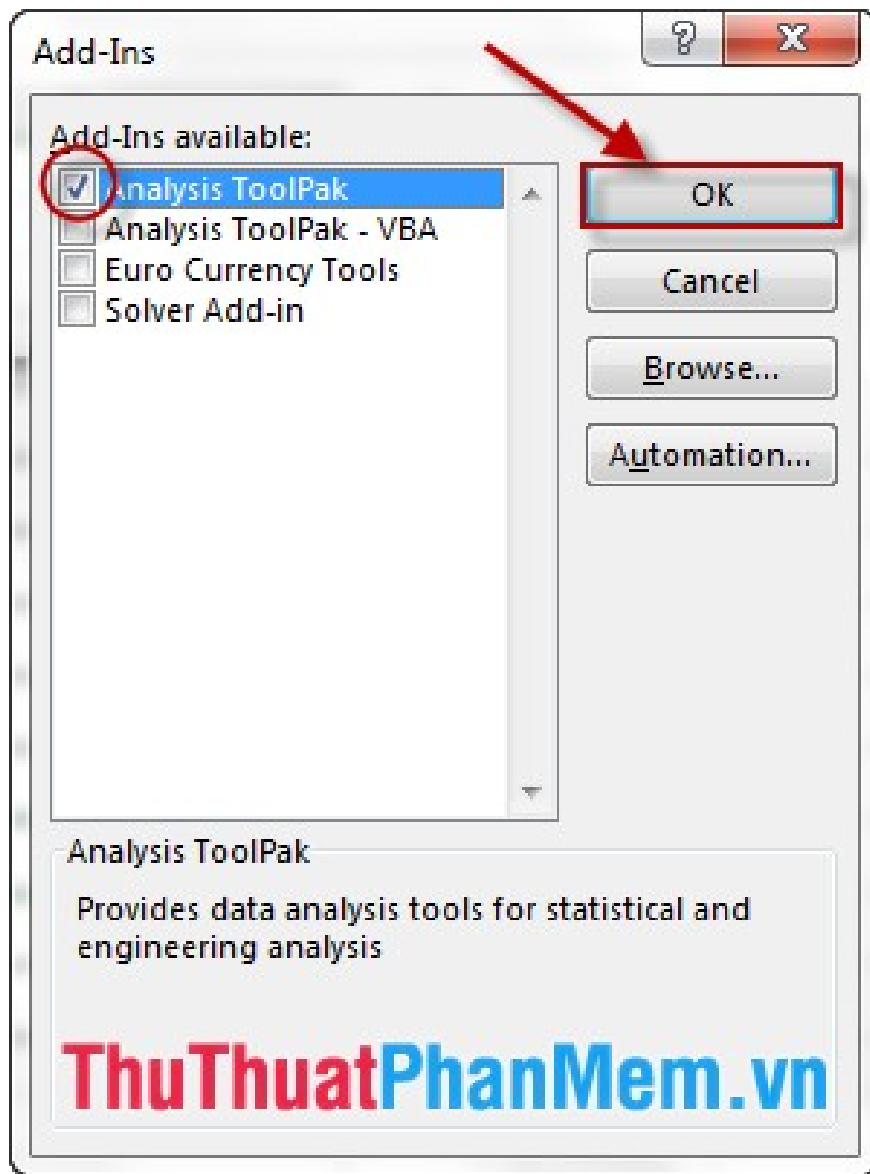 Add-Ins
Add-Ins available:
Analysis ToolPak
Analysis ToolPak - VBA
Euro Currency Tools
Solver Add-in
OK
Cancel
Browse...
Automation...
Analysis ToolPak
Provides data analysis tools for statistical and
engineering analysis
ThuThuatPhanMem.vn